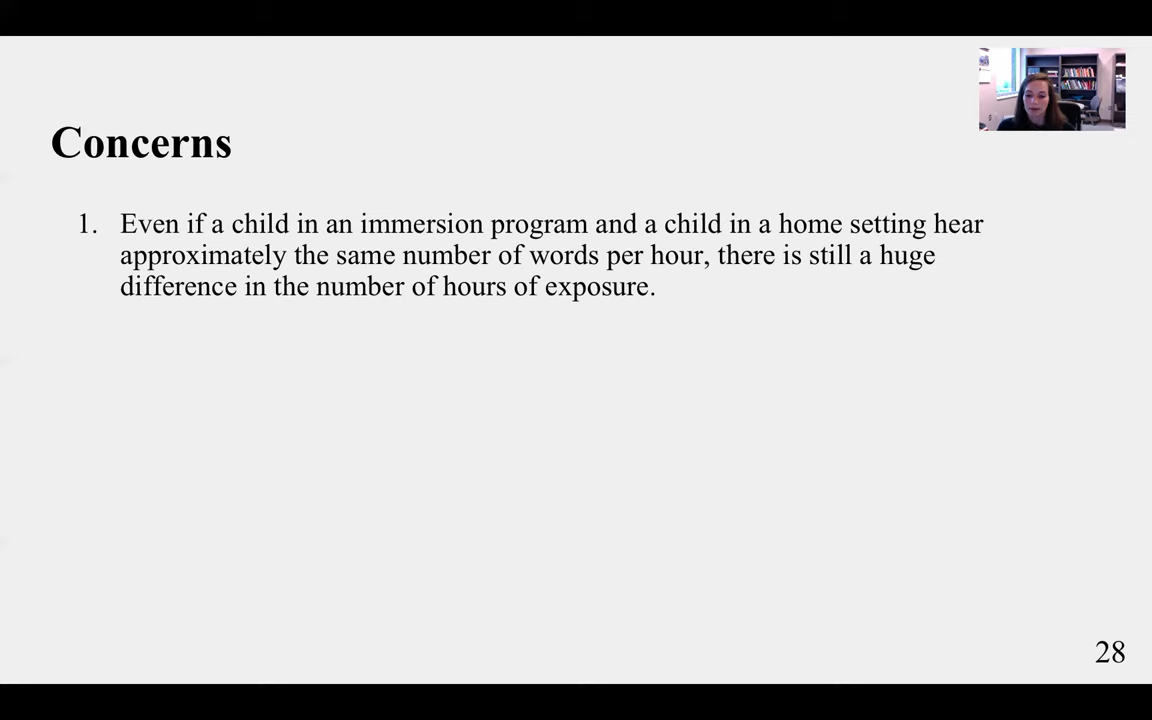 Concerns
1. Even if a child in an immersion program and a child in a home setting hear
approximately the same number of words per hour, there is still a huge
difference in the number of hours of exposure.
28